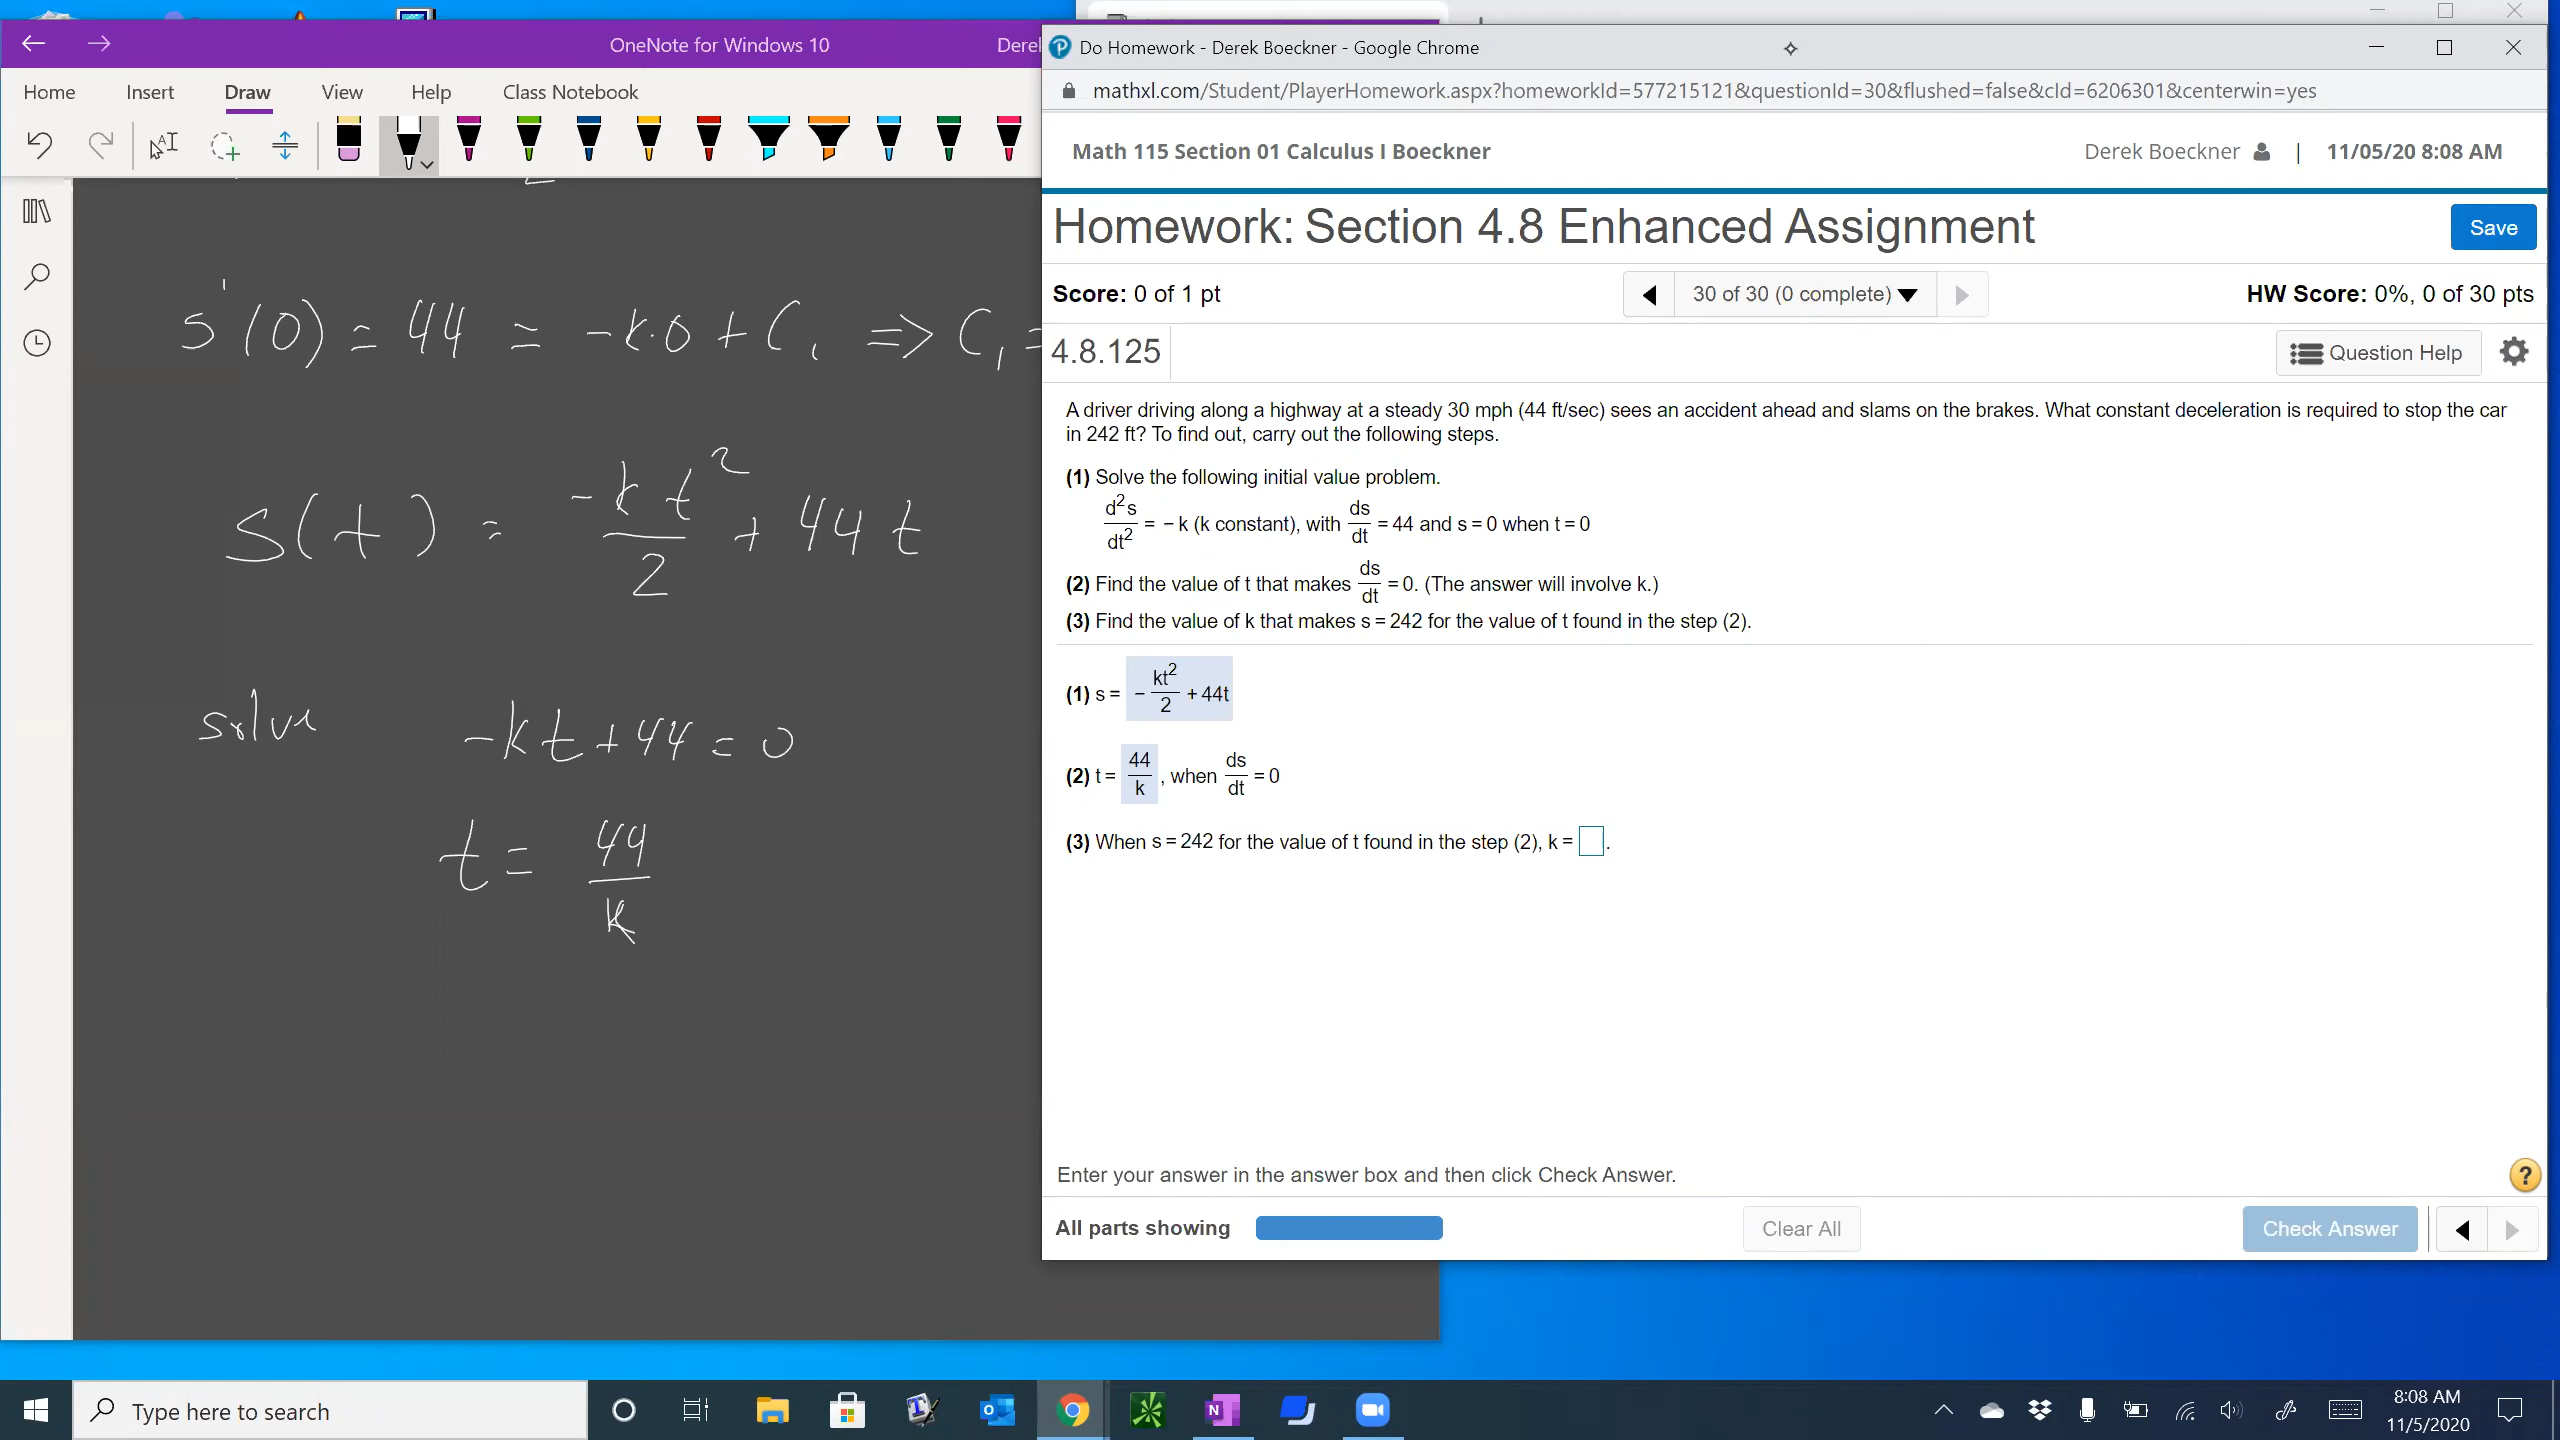 OneNote for Windows 10
Home Insert Draw View Help Class Notebook
s'(0) = 44 = -k·0 + C₁ => C₁ =
s(t) = -kt²/2 + 44t
solve -kt+44=0
t = 44/k
Do Homework - Derek Boeckner - Google Chrome
mathxl.com/Student/PlayerHomework.aspx?homeworkId=577215121&questionId=30&flushed=false&cId=6206301&centerwin=yes
Math 115 Section 01 Calculus I Boeckner Derek Boeckner | 11/05/20 8:08 AM
Homework: Section 4.8 Enhanced Assignment Save
Score: 0 of 1 pt 30 of 30 (0 complete) HW Score: 0%, 0 of 30 pts
4.8.125 Question Help
A driver driving along a highway at a steady 30 mph (44 ft/sec) sees an accident ahead and slams on the brakes. What constant deceleration is required to stop the car
in 242 ft? To find out, carry out the following steps.
(1) Solve the following initial value problem.
d²s/dt² = −k (k constant), with ds/dt = 44 and s=0 when t=0
(2) Find the value of t that makes ds/dt = 0. (The answer will involve k.)
(3) Find the value of k that makes s=242 for the value of t found in the step (2).
(1) s = −kt²/2 + 44t
(2) t = 44/k, when ds/dt = 0
(3) When s=242 for the value of t found in the step (2), k = .
Enter your answer in the answer box and then click Check Answer.
?
All parts showing Clear All Check Answer
Type here to search
8:08 AM
11/5/2020